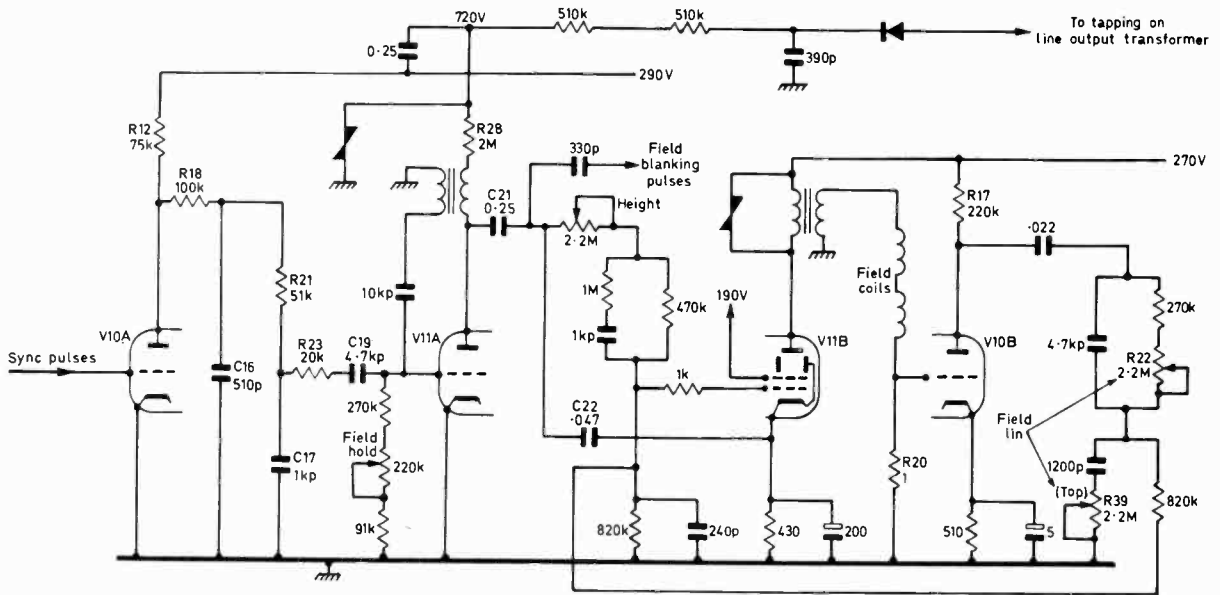 720V
510k
510k
To tapping on
line output transformer
0·25
390p
290V
R12
75k
R28
2M
330p
Field
blanking
pulses
270V
R18
100k
C21
0·25
Height
2·2M
R17
220k
·022
R21
51k
10kp
1M
470k
1kp
190V
Field
coils
270k
V10A
V11A
V11B
V10B
4·7kp
R22
2·2M
Sync pulses
R23
20k
C19
4·7kp
C16
510p
1k
270k
Field
hold
220k
C22
·047
Field
lin
R20
1
1200p
(Top)
C17
1kp
R39
2·2M
820k
91k
820k
240p
430
200
510
5